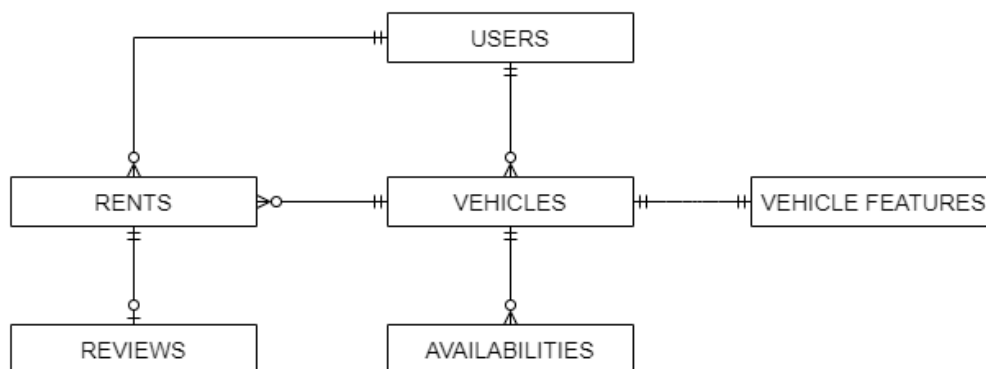 USERS
RENTS
VEHICLES
VEHICLE FEATURES
REVIEWS
AVAILABILITIES